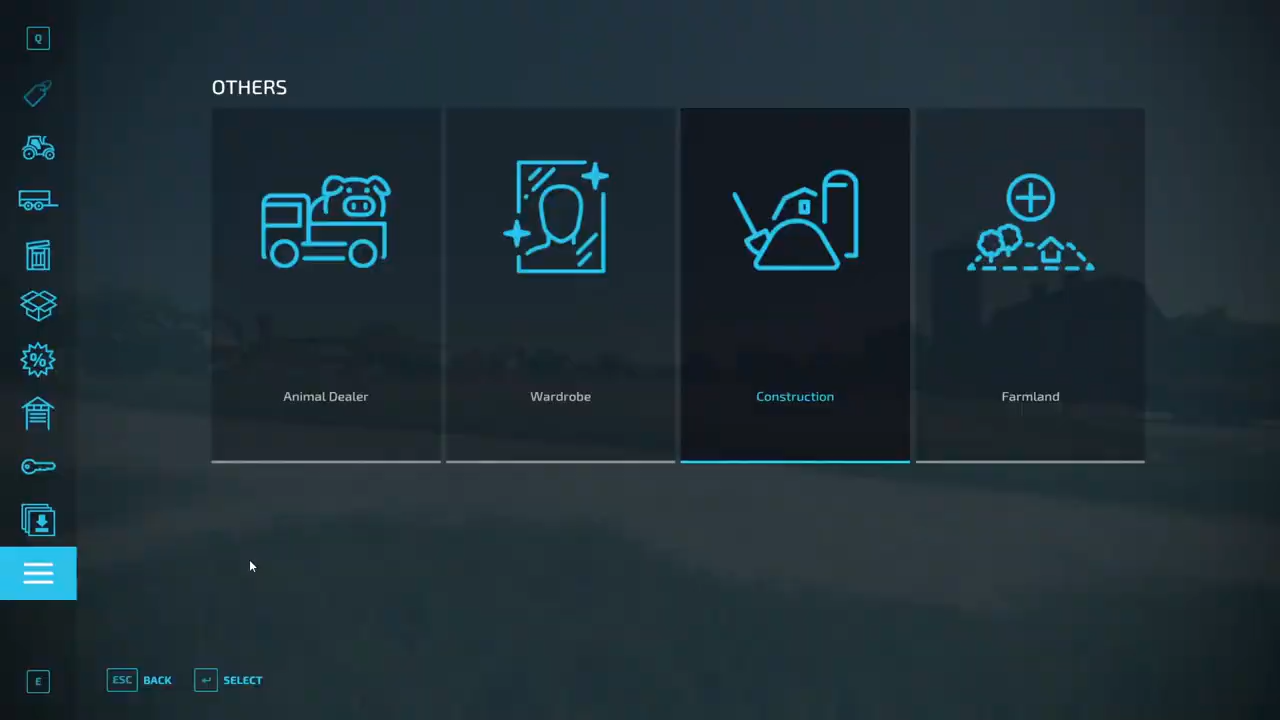 Q
OTHERS
%
Animal Dealer
Wardrobe
Construction
Farmland
E
ESC BACK
SELECT